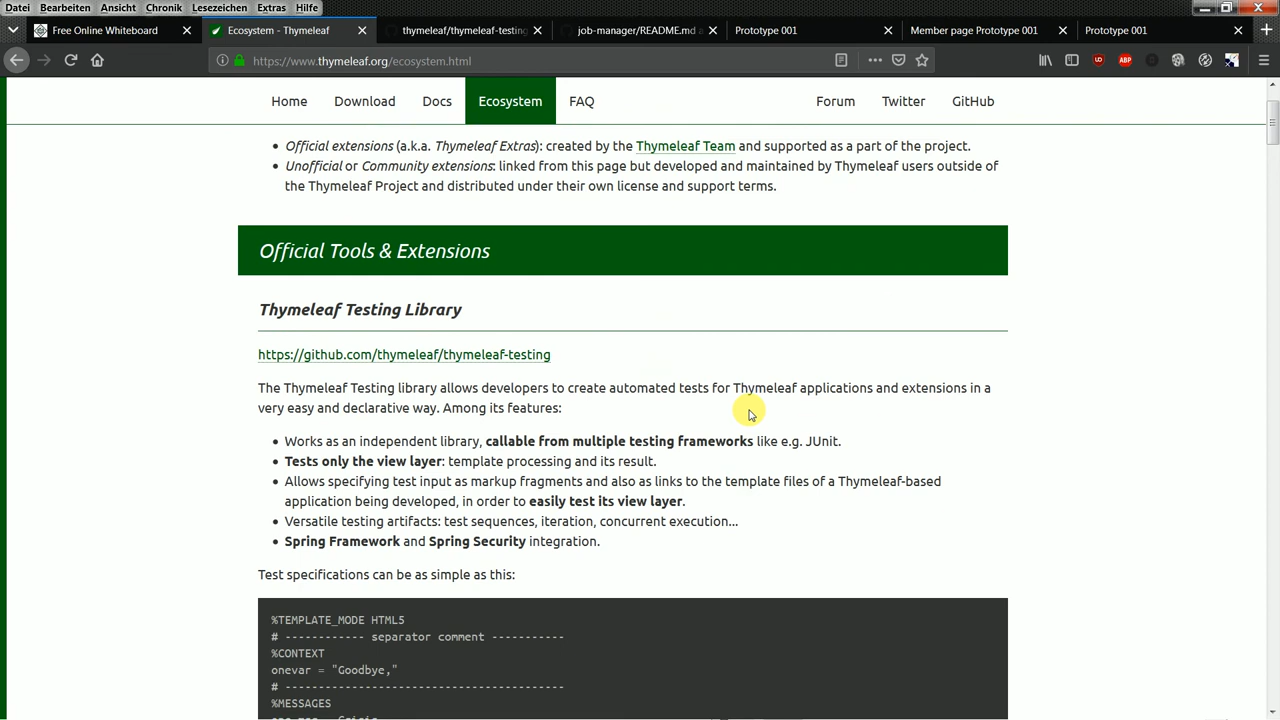 Datei Bearbeiten Ansicht Chronik Lesezeichen Extras Hilfe
Free Online Whiteboard
Ecosystem - Thymeleaf
thymeleaf/thymeleaf-testing
job-manager/README.md a
Prototype 001
Member page Prototype 001
Prototype 001
https://www.thymeleaf.org/ecosystem.html
Home Download Docs Ecosystem FAQ Forum Twitter GitHub
Official extensions (a.k.a. Thymeleaf Extras): created by the Thymeleaf Team and supported as a part of the project.
Unofficial or Community extensions: linked from this page but developed and maintained by Thymeleaf users outside of
the Thymeleaf Project and distributed under their own license and support terms.
Official Tools & Extensions
Thymeleaf Testing Library
https://github.com/thymeleaf/thymeleaf-testing
The Thymeleaf Testing library allows developers to create automated tests for Thymeleaf applications and extensions in a
very easy and declarative way. Among its features:
Works as an independent library, callable from multiple testing frameworks like e.g. JUnit.
Tests only the view layer: template processing and its result.
Allows specifying test input as markup fragments and also as links to the template files of a Thymeleaf-based
application being developed, in order to easily test its view layer.
Versatile testing artifacts: test sequences, iteration, concurrent execution...
Spring Framework and Spring Security integration.
Test specifications can be as simple as this:
%TEMPLATE_MODE HTML5
# ------------ separator comment -----------
%CONTEXT
onevar = "Goodbye,"
# -----------------------------------------
%MESSAGES